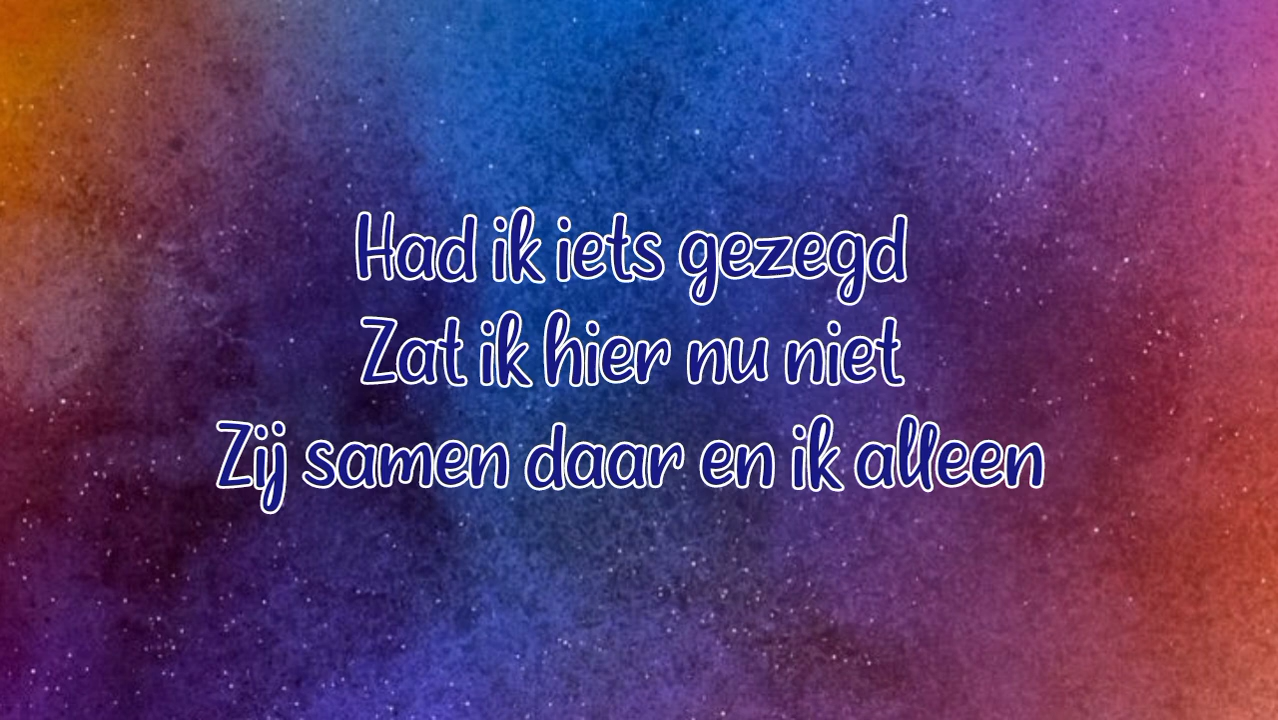 Had ik iets gezegd
Zat ik hier nu niet
Zij samen daar en ik alleen